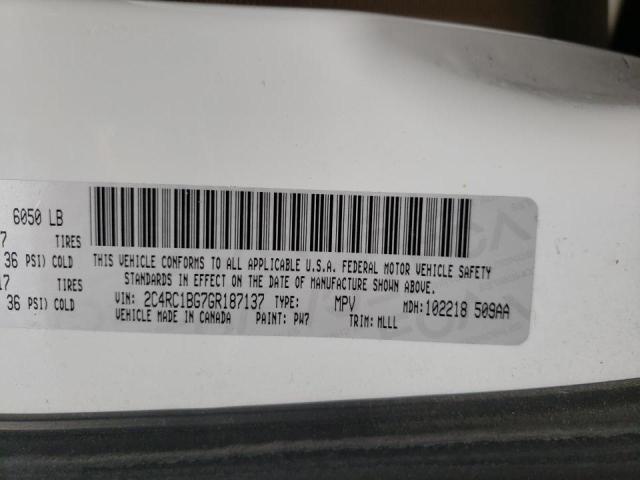 6050 LB
7 TIRES
36 PSI) COLD
17 TIRES
36 PSI) COLD
THIS VEHICLE CONFORMS TO ALL APPLICABLE U.S.A. FEDERAL MOTOR VEHICLE SAFETY
STANDARDS IN EFFECT ON THE DATE OF MANUFACTURE SHOWN ABOVE.
VIN: 2C4RC1BG7GR187137 TYPE: MPV MDH: 102218 509AA
VEHICLE MADE IN CANADA PAINT: PW7 TRIM: MLLL